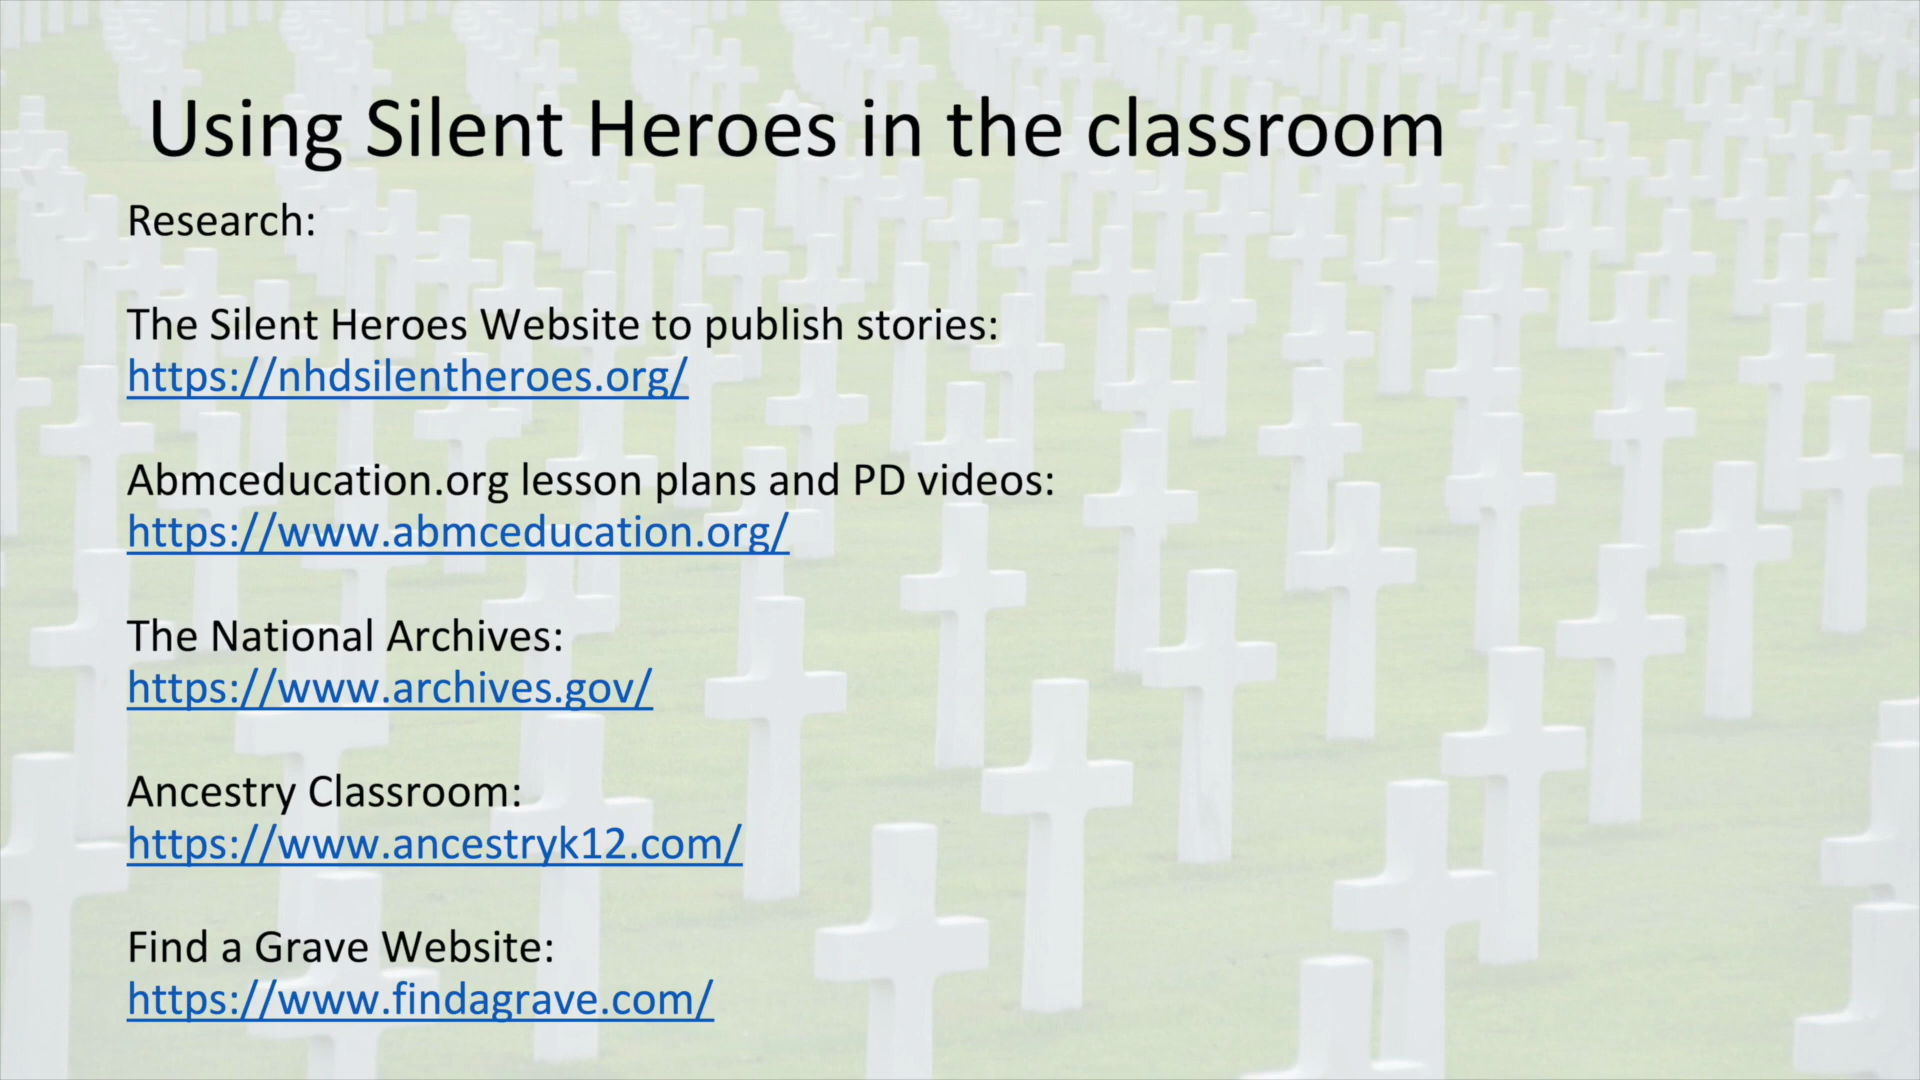 Using Silent Heroes in the classroom
Research:
The Silent Heroes Website to publish stories:
https://nhdsilentheroes.org/
Abmceducation.org lesson plans and PD videos:
https://www.abmceducation.org/
The National Archives:
https://www.archives.gov/
Ancestry Classroom:
https://www.ancestryk12.com/
Find a Grave Website:
https://www.findagrave.com/